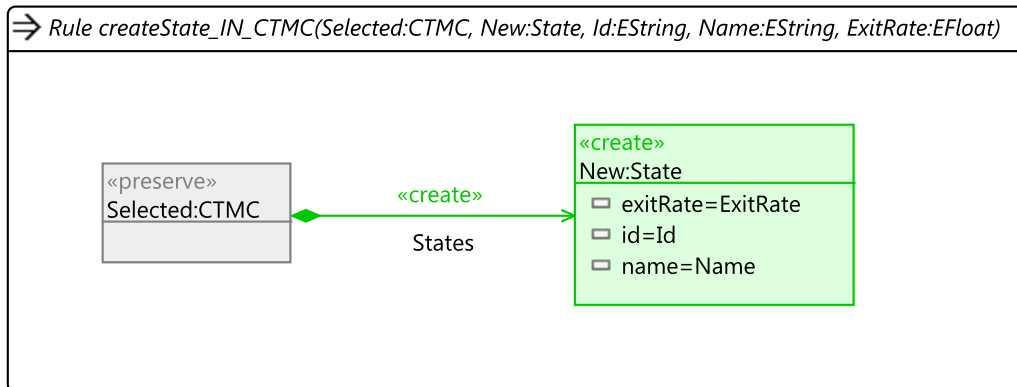 Rule createState_IN_CTMC(Selected:CTMC, New:State, Id:EString, Name:EString, ExitRate:EFloat)
«preserve»
Selected:CTMC
«create»
States
«create»
New:State
exitRate=ExitRate
id=Id
name=Name